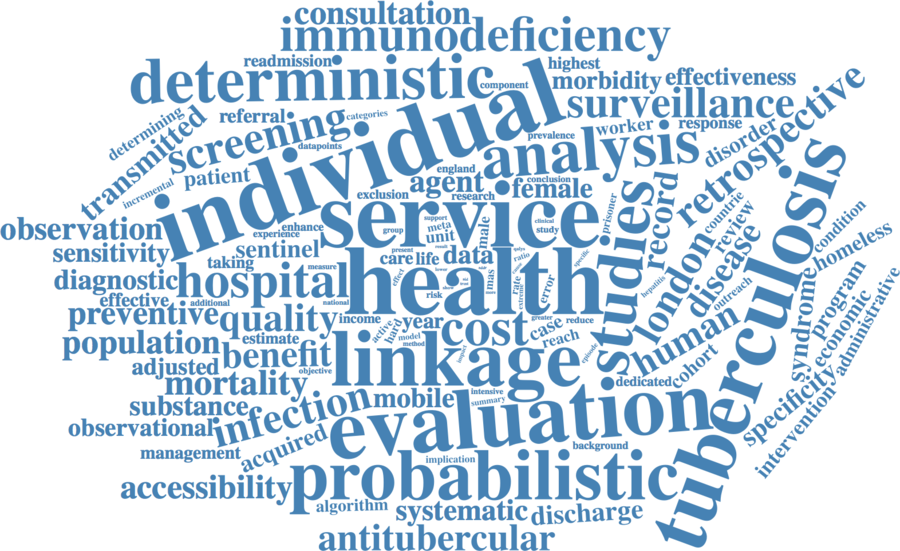 consultation
immunodeficiency
readmission
highest
deterministic
component
morbidity
effectiveness
surveillance
referral
categories
determining
transmitted
screening
datapoints
individual
prevalence
worker
response
disorder
retrospective
analysis
england
conclusion
incremental
patient
exclusion
agent
research
female
observation
experience
enhance
service
group
support
meta
unit
male
clinical
study
prisoner
studies
record
countrie
review
condition
homeless
sensitivity
sentinel
taking
present
care
life
data
result
ratio
rate
error
specific
london
disease
tuberculosis
diagnostic
hospital
measure
effect
risk
health
hepatitis
outreach
syndrome
program
effective
additional
national
preventive
quality
income
active
hard
year
cost
case
reduce
greater
extreme
human
economic
administrative
population
estimate
model
method
reach
episode
adjusted
benefit
objective
linkage
impact
dedicated
cohort
specificity
intervention
mortality
substance
infection
mobile
intensive
summary
evaluation
observational
management
acquired
background
implication
probabilistic
accessibility
algorithm
systematic
discharge
antitubercular